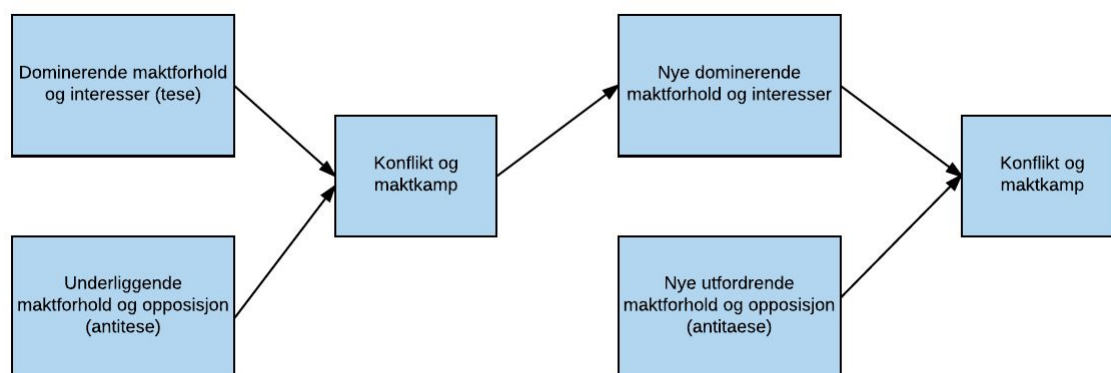 Dominerende maktforhold
og interesser (tese)
Underliggende
maktforhold og opposisjon
(antitese)
Konflikt og
maktkamp
Nye dominerende
maktforhold og interesser
Nye utfordrende
maktforhold og opposisjon
(antitaese)
Konflikt og
maktkamp